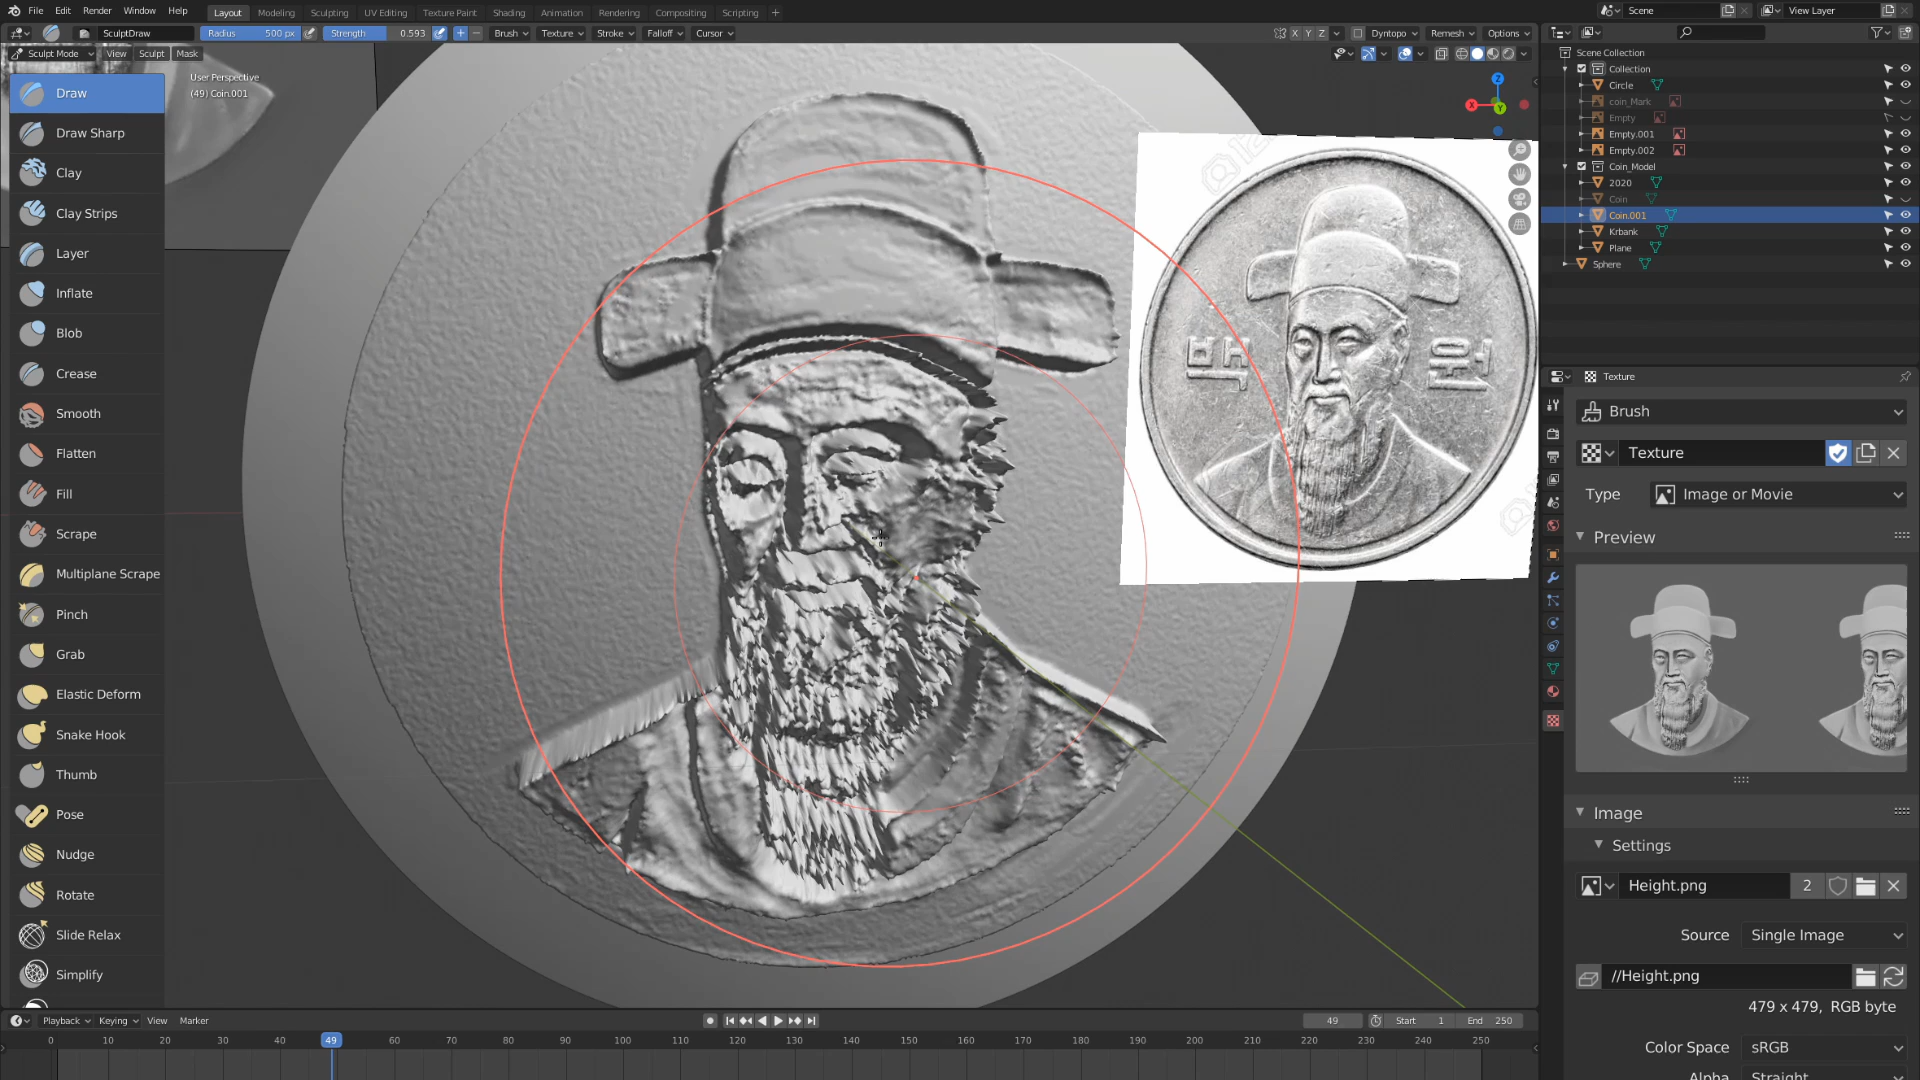 File Edit Render Window Help Layout Modeling Sculpting UV Editing Texture Paint Shading Animation Rendering Compositing Scripting + Scene View Layer
SculptDraw Radius 500 px Strength 0.593 + − Brush Texture Stroke Falloff Cursor X Y Z Dyntopo Remesh Options
Sculpt Mode View Sculpt Mask
User Perspective
(49) Coin.001
Draw
Draw Sharp
Clay
Clay Strips
Layer
Inflate
Blob
Crease
Smooth
Flatten
Fill
Scrape
Multiplane Scrape
Pinch
Grab
Elastic Deform
Snake Hook
Thumb
Pose
Nudge
Rotate
Slide Relax
Simplify
Z
X
Y
백 원
Scene Collection
Collection
Circle
coin_Mark
Empty
Empty.001
Empty.002
Coin_Model
2020
Coin
Coin.001
Krbank
Plane
Sphere
Texture
Brush
Texture
Type Image or Movie
Preview
Image
Settings
Height.png 2
Source Single Image
//Height.png
479 x 479, RGB byte
Color Space sRGB
Alpha Straight
Playback Keying View Marker 49 Start 1 End 250
0 10 20 30 40 49 60 70 80 90 100 110 120 130 140 150 160 170 180 190 200 210 220 230 240 250